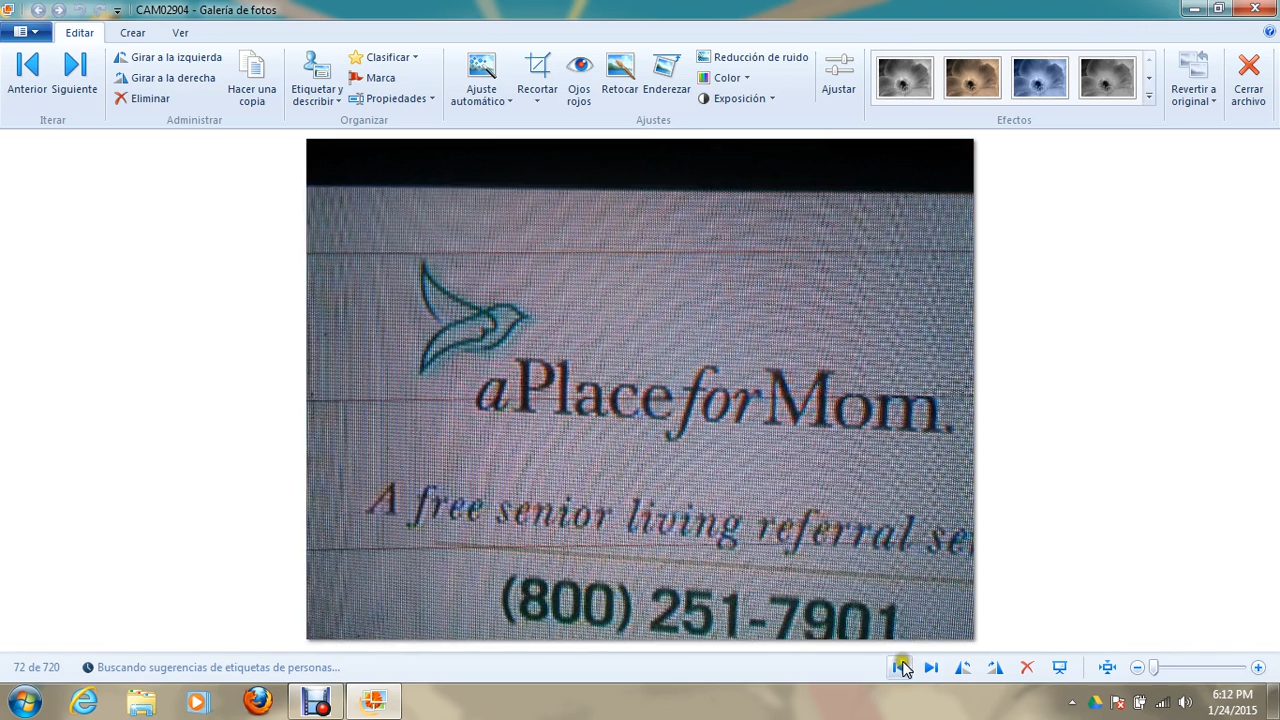 CAM02904 - Galería de fotos
Editar Crear Ver
Anterior
Siguiente
Iterar
Girar a la izquierda
Girar a la derecha
Eliminar
Hacer una copia
Administrar
Etiquetar y describir
Clasificar
Marca
Propiedades
Organizar
Ajuste automático
Recortar
Ojos rojos
Retocar
Enderezar
Reducción de ruido
Color
Exposición
Ajustar
Ajustes
Efectos
Revertir a original
Cerrar archivo
aPlaceforMom.
A free senior living referral se
(800) 251-7901
72 de 720
Buscando sugerencias de etiquetas de personas...
6:12 PM
1/24/2015